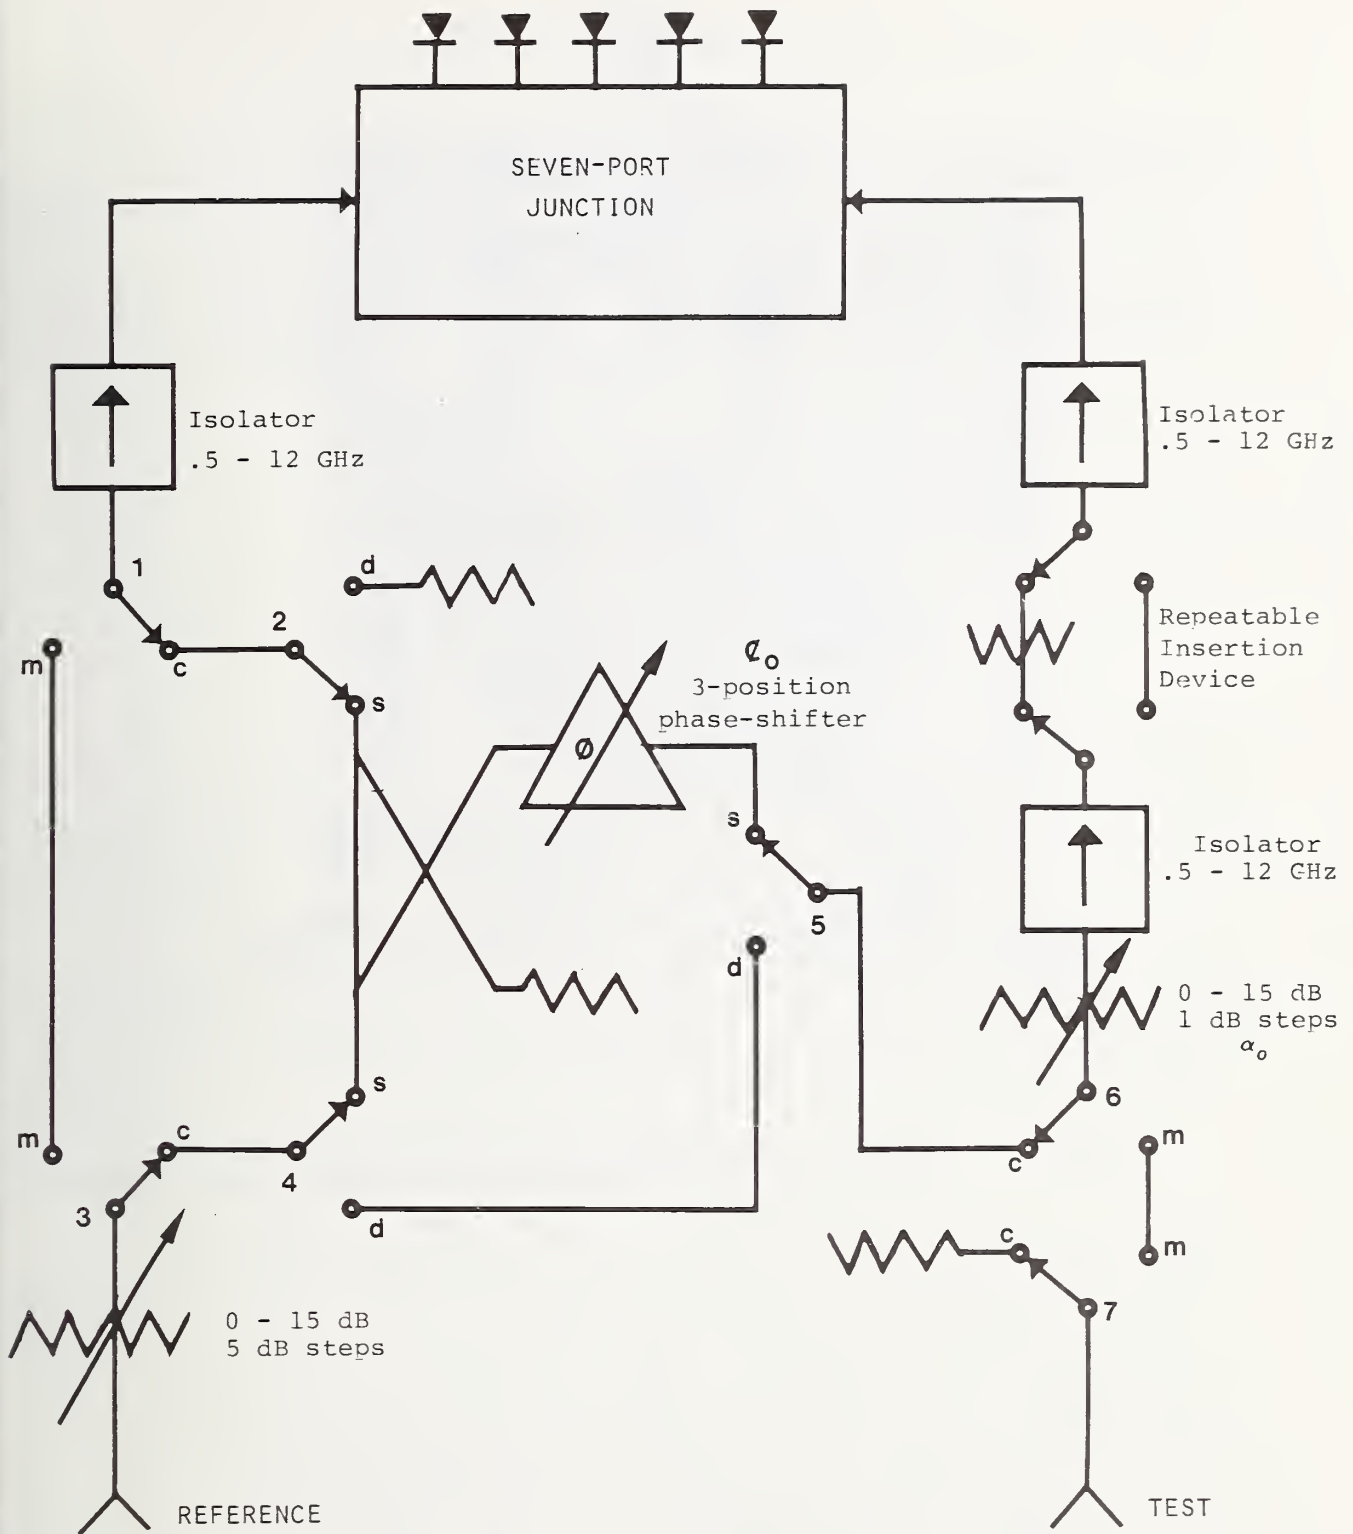 SEVEN-PORT
JUNCTION
Isolator
.5 - 12 GHz
Isolator
.5 - 12 GHz
1
d
2
m
c
s
Repeatable
Insertion
Device
¢o
3-position
phase-shifter
Ø
s
5
d
Isolator
.5 - 12 GHz
0 - 15 dB
1 dB steps
αo
s
6
c
m
m
4
c
3
d
c
m
7
0 - 15 dB
5 dB steps
REFERENCE
TEST